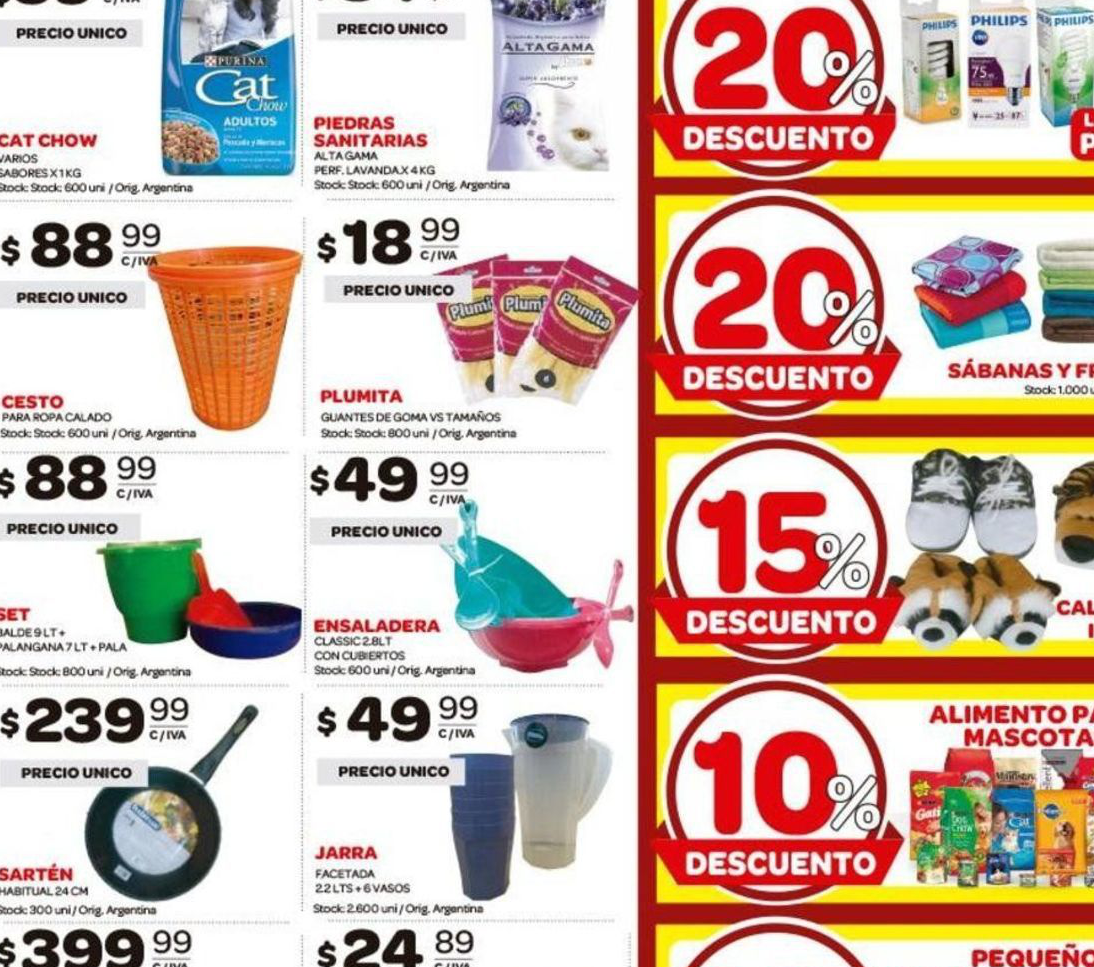 PRECIO UNICO
PURINA
Cat
Chow
ADULTOS
CAT CHOW
VARIOS
SABORES X 1 KG
Stock: Stock: 600 uni / Orig. Argentina
PRECIO UNICO
ALTAGAMA
PIEDRAS
SANITARIAS
ALTA GAMA
PERF. LAVANDA.X 4 KG
Stock: Stock: 600 uni / Orig. Argentina
$ 88 99
C/IVA
PRECIO UNICO
CESTO
PARA ROPA CALADO
Stock: Stock: 600 uni / Orig. Argentina
$ 18 99
C/IVA
PRECIO UNICO
Plumita
PLUMITA
GUANTES DE GOMA VS TAMAÑOS
Stock: Stock: 800 uni / Orig. Argentina
$ 88 99
C/IVA
PRECIO UNICO
SET
BALDE 9 LT +
PALANGANA 7 LT + PALA
Stock: Stock: 800 uni / Orig. Argentina
$ 49 99
C/IVA
PRECIO UNICO
ENSALADERA
CLASSIC 2.8LT
CON CUBIERTOS
Stock: 600 uni / Orig. Argentina
$ 239 99
C/IVA
PRECIO UNICO
SARTÉN
HABITUAL 24 CM
Stock: 300 uni / Orig. Argentina
$ 49 99
C/IVA
PRECIO UNICO
JARRA
FACETADA
2.2 LTS + 6 VASOS
Stock: 2.600 uni / Orig. Argentina
$ 399 99
$ 24 89
20%
DESCUENTO
PHILIPS
PHILIPS
PHILIPS
75
20%
DESCUENTO
SÁBANAS Y FR
Stock: 1.000 u
15%
DESCUENTO
CAL
10%
DESCUENTO
ALIMENTO PA
MASCOTA
PEQUEÑO